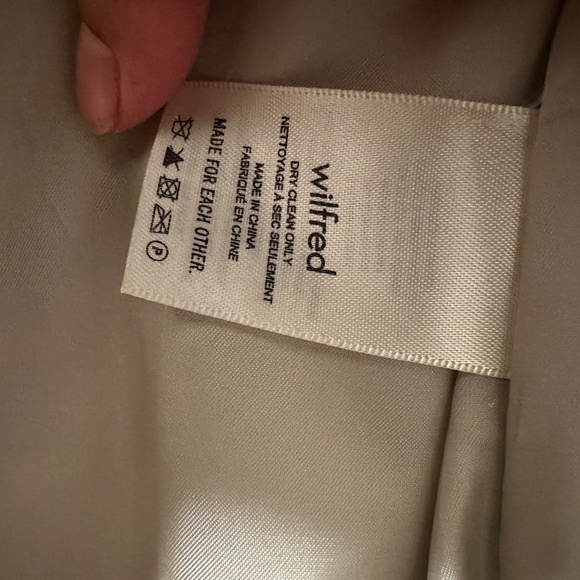 wilfred
DRY CLEAN ONLY
NETTOYAGE À SEC SEULEMENT
MADE IN CHINA
FABRIQUÉ EN CHINE
MADE FOR EACH OTHER.
P